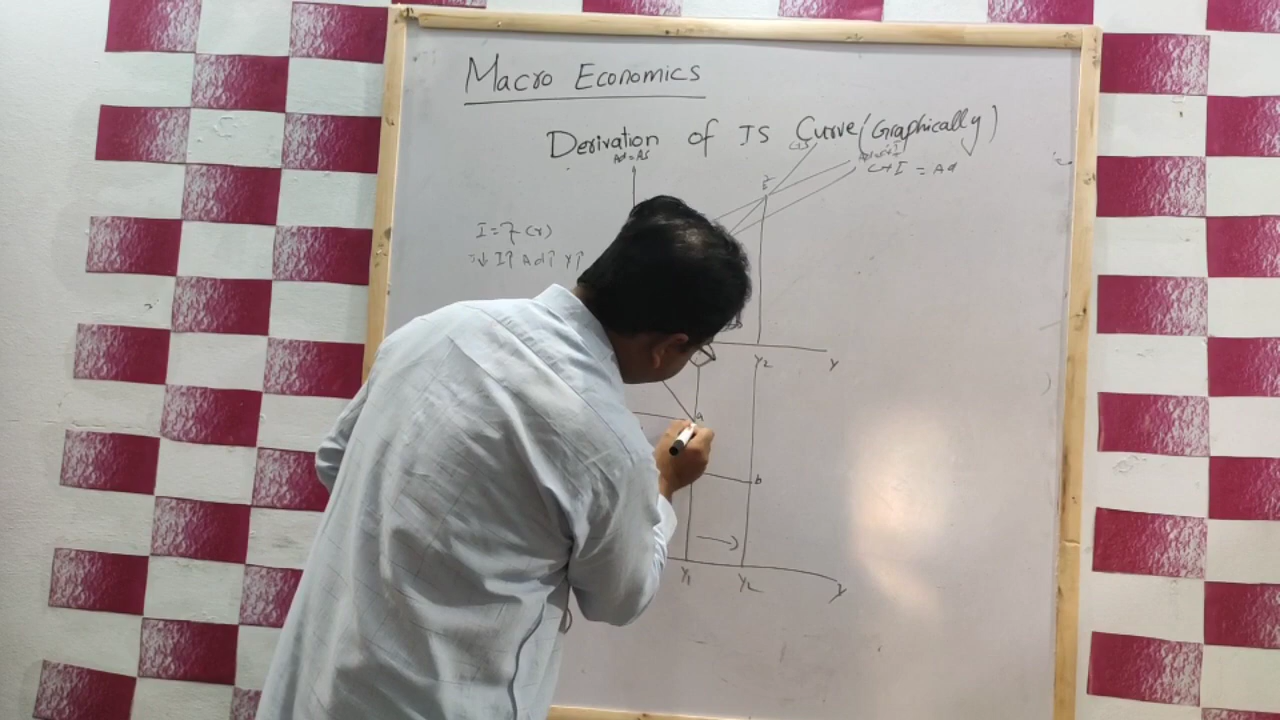 Macro Economics
Derivation of IS Curve (Graphically)
Ad=As
C+S
C+I = Ad
I = f(r)
r↓ I↑ Ad↑ Y↑
Y2 Y
a
b
Y1 Y2 Y